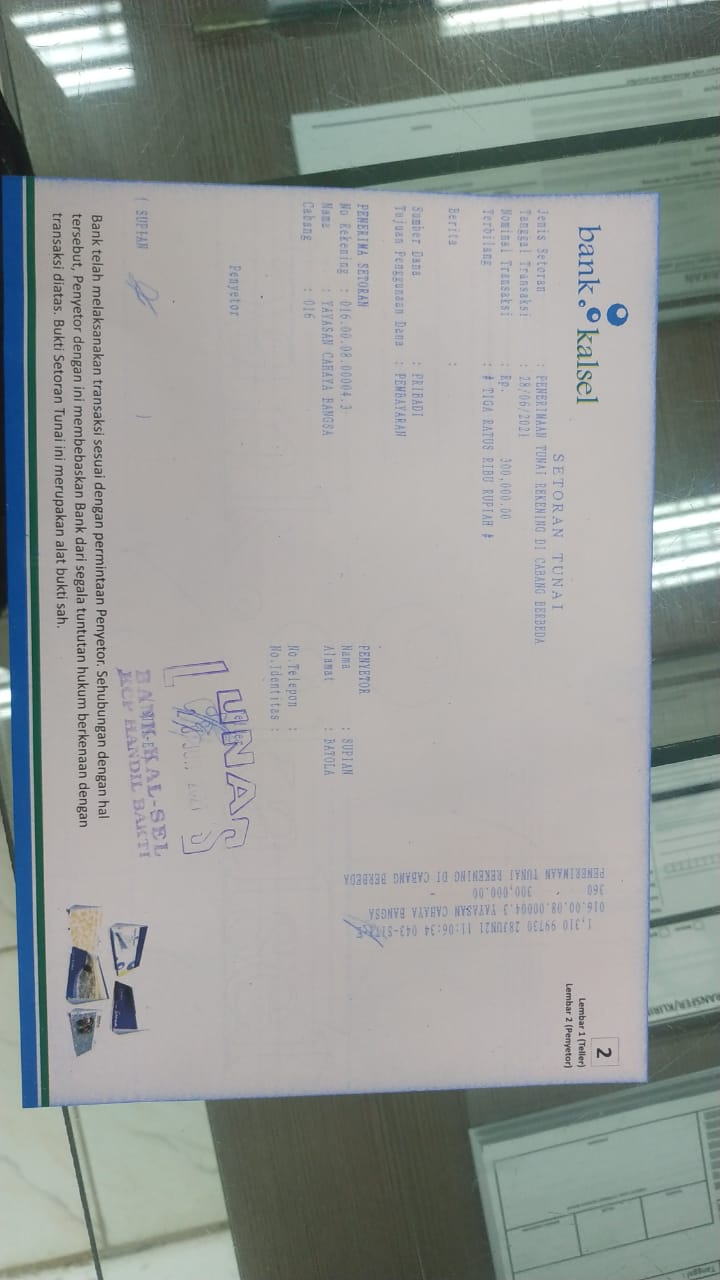 bank kalsel
2
Lembar 1 (Teller)
Lembar 2 (Penyetor)
SETORAN TUNAI
Jenis Setoran : PENERIMAAN TUNAI REKENING DI CABANG BERBEDA
Tanggal Transaksi : 28/06/2021
Nominal Transaksi : Rp. 300,000.00
Terbilang : # TIGA RATUS RIBU RUPIAH #
Berita :
Sumber Dana : PRIBADI
Tujuan Penggunaan Dana : PEMBAYARAN
PENERIMA SETORAN
No Rekening : 016.00.08.00004.3
Nama : YAYASAN CAHAYA BANGSA
Cabang : 016
PENYETOR
Nama : SUPIAN
Alamat : BATOLA
No.Telepon :
No.Identitas :
1,310 99730 28JUN21 11:06:34 043-
016.00.08.00004.3 YAYASAN CAHAYA BANGSA
360 300,000.00 -
PENERIMAAN TUNAI REKENING DI CABANG BERBEDA
Penyetor
( SUPIAN )
LUNAS
BANK KAL-SEL
KCP HANDIL BAKTI
Bank telah melaksanakan transaksi sesuai dengan permintaan Penyetor. Sehubungan dengan hal
tersebut, Penyetor dengan ini membebaskan Bank dari segala tuntutan hukum berkenaan dengan
transaksi diatas. Bukti Setoran Tunai ini merupakan alat bukti sah.